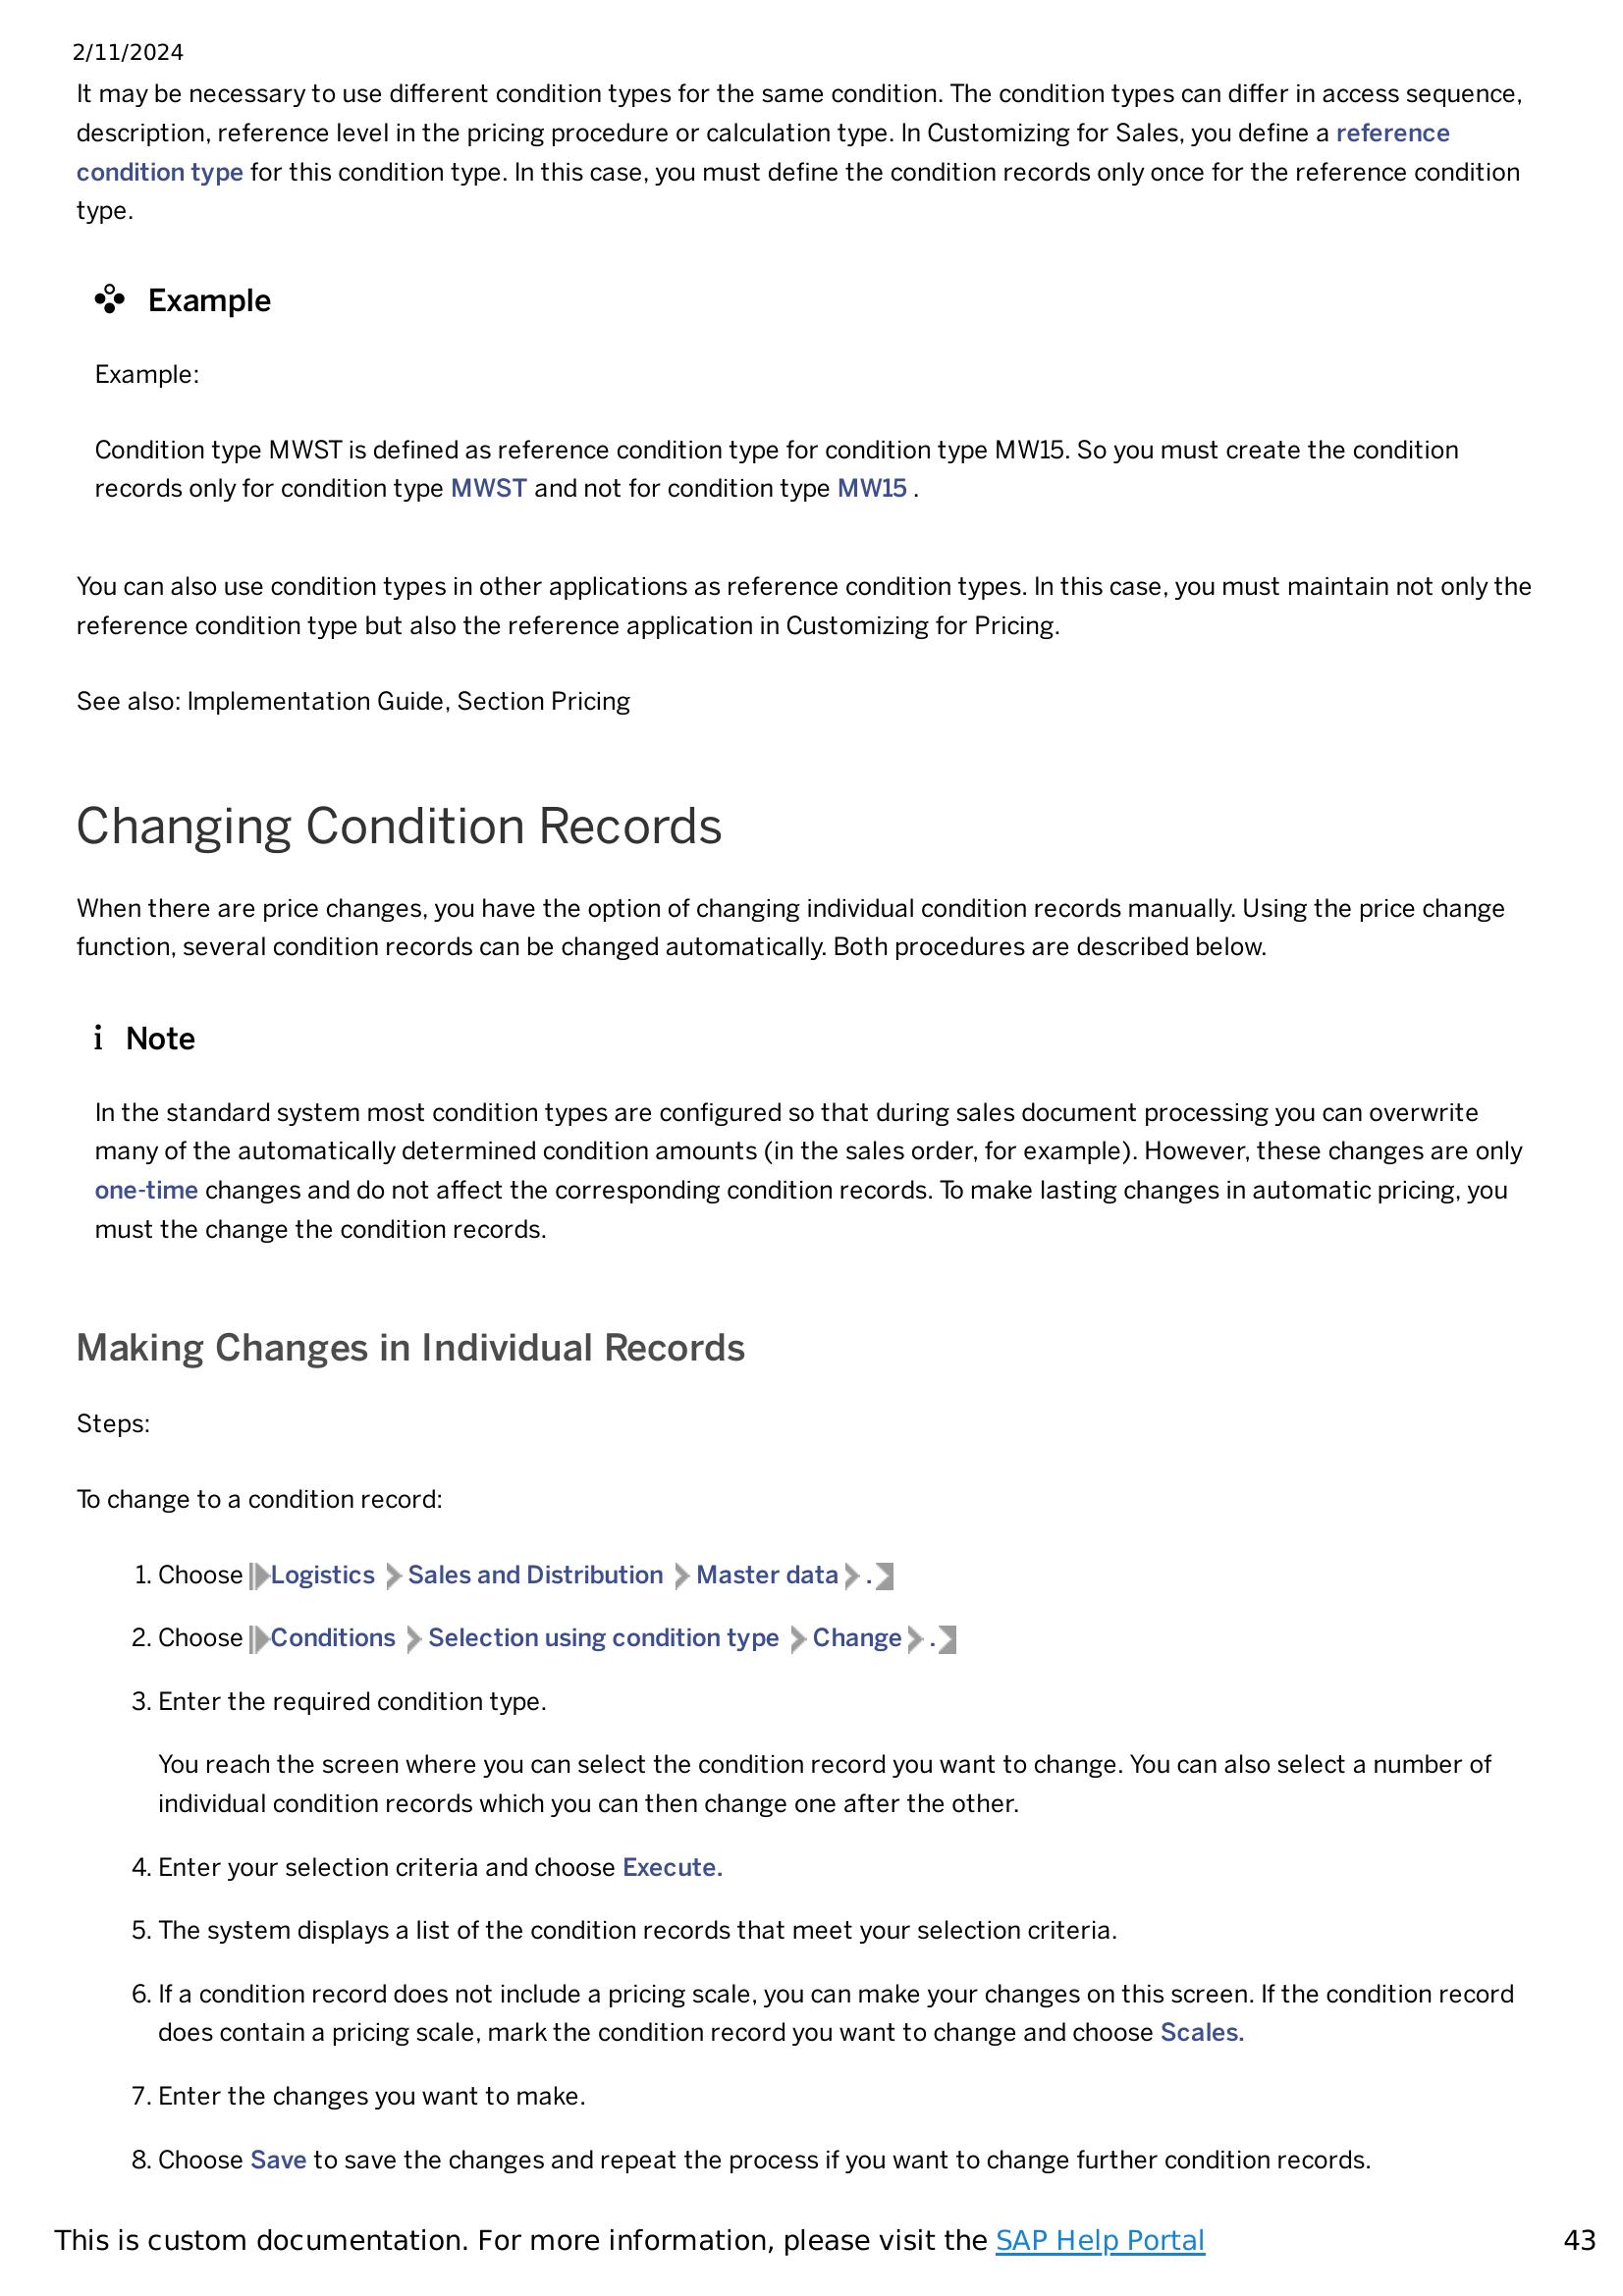 2/11/2024
It may be necessary to use different condition types for the same condition. The condition types can differ in access sequence,
description, reference level in the pricing procedure or calculation type. In Customizing for Sales, you define a reference
condition type for this condition type. In this case, you must define the condition records only once for the reference condition
type.
Example
Example:
Condition type MWST is defined as reference condition type for condition type MW15. So you must create the condition
records only for condition type MWST and not for condition type MW15 .
You can also use condition types in other applications as reference condition types. In this case, you must maintain not only the
reference condition type but also the reference application in Customizing for Pricing.
See also: Implementation Guide, Section Pricing
Changing Condition Records
When there are price changes, you have the option of changing individual condition records manually. Using the price change
function, several condition records can be changed automatically. Both procedures are described below.
i Note
In the standard system most condition types are configured so that during sales document processing you can overwrite
many of the automatically determined condition amounts (in the sales order, for example). However, these changes are only
one-time changes and do not affect the corresponding condition records. To make lasting changes in automatic pricing, you
must the change the condition records.
Making Changes in Individual Records
Steps:
To change to a condition record:
1. Choose Logistics Sales and Distribution Master data .
2. Choose Conditions Selection using condition type Change .
3. Enter the required condition type.
You reach the screen where you can select the condition record you want to change. You can also select a number of
individual condition records which you can then change one after the other.
4. Enter your selection criteria and choose Execute.
5. The system displays a list of the condition records that meet your selection criteria.
6. If a condition record does not include a pricing scale, you can make your changes on this screen. If the condition record
does contain a pricing scale, mark the condition record you want to change and choose Scales.
7. Enter the changes you want to make.
8. Choose Save to save the changes and repeat the process if you want to change further condition records.
This is custom documentation. For more information, please visit the SAP Help Portal 43